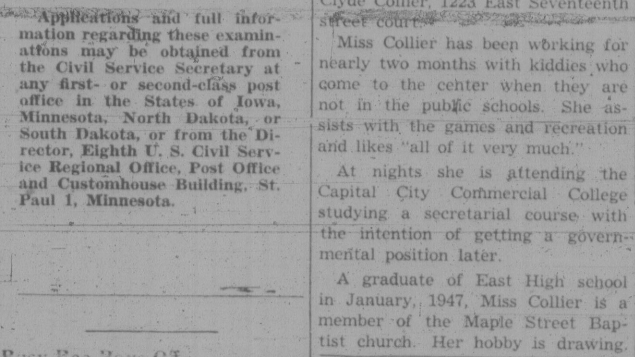 Applications and full infor-
mation regarding these examin-
ations may be obtained from
the Civil Service Secretary at
any first- or second-class post
office in the States of Iowa,
Minnesota, North Dakota, or
South Dakota, or from the Di-
rector, Eighth U. S. Civil Serv-
ice Regional Office, Post Office
and Customhouse Building, St.
Paul 1, Minnesota.
Clyde Collier, 1223 East Seventeenth
street court.
Miss Collier has been working for
nearly two months with kiddies who
come to the center when they are
not in the public schools. She as-
sists with the games and recreation
and likes "all of it very much."
At nights she is attending the
Capital City Commercial College
studying a secretarial course with
the intention of getting a govern-
mental position later.
A graduate of East High school
in January, 1947, Miss Collier is a
member of the Maple Street Bap-
tist church. Her hobby is drawing.